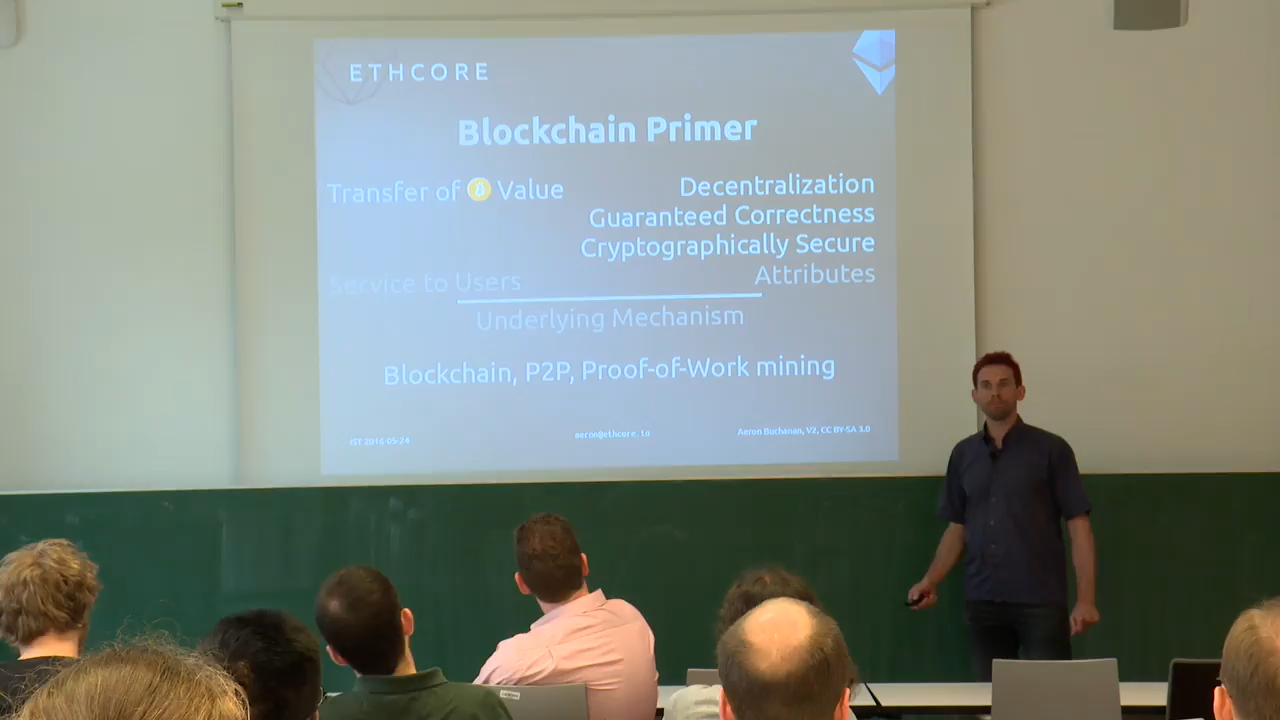 ETHCORE
Blockchain Primer
Transfer of Value
Decentralization
Guaranteed Correctness
Cryptographically Secure
Service to Users
Attributes
Underlying Mechanism
Blockchain, P2P, Proof-of-Work mining
IST 2016-05-24
aeron@ethcore.io
Aeron Buchanan, V2, CC BY-SA 3.0